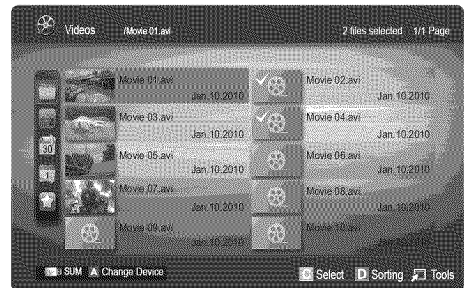 Videos /Movie 01.avi 2 files selected 1/1 Page
Movie 01.avi Movie 02.avi
Jan.10.2010 Jan.10.2010
Movie 03.avi Movie 04.avi
Jan.10.2010 Jan.10.2010
30
Movie 05.avi Movie 06.avi
Jan.10.2010 Jan.10.2010
Movie 07.avi Movie 08.avi
Jan.10.2010 Jan.10.2010
Movie 09.avi Movie 10.avi
SUM A Change Device C Select D Sorting Tools